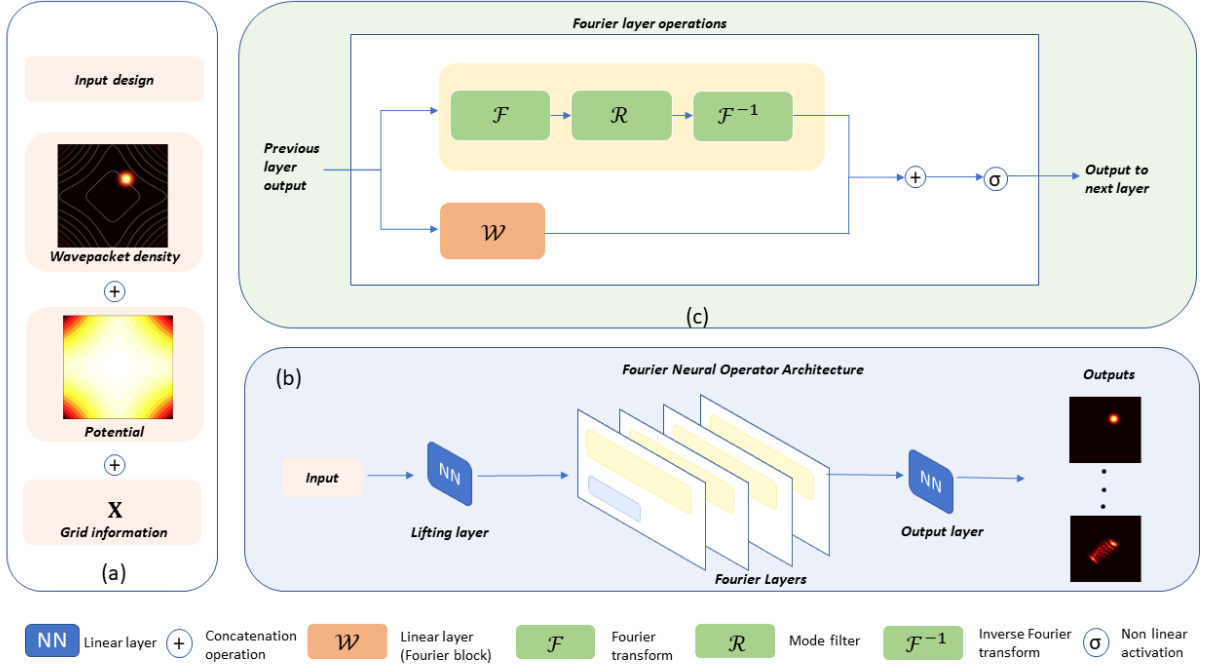 Input design
Wavepacket density
+
Potential
+
X
Grid information
(a)
Fourier layer operations
ℱ
ℛ
ℱ⁻¹
Previous
layer
output
𝒲
+
σ
Output to
next layer
(c)
(b)
Fourier Neural Operator Architecture
Outputs
Input
NN
Lifting layer
Fourier Layers
NN
Output layer
NN
Linear layer
+
Concatenation
operation
𝒲
Linear layer
(Fourier block)
ℱ
Fourier
transform
ℛ
Mode filter
ℱ⁻¹
Inverse Fourier
transform
σ
Non linear
activation